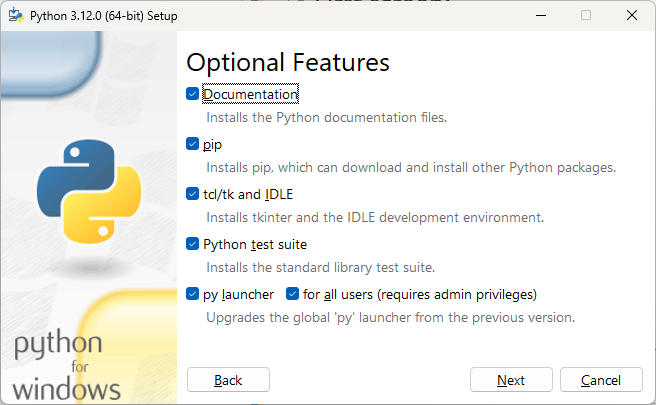 Python 3.12.0 (64-bit) Setup
Optional Features
Documentation
Installs the Python documentation files.
pip
Installs pip, which can download and install other Python packages.
tcl/tk and IDLE
Installs tkinter and the IDLE development environment.
Python test suite
Installs the standard library test suite.
py launcher for all users (requires admin privileges)
Upgrades the global 'py' launcher from the previous version.
python
for
windows
Back Next Cancel